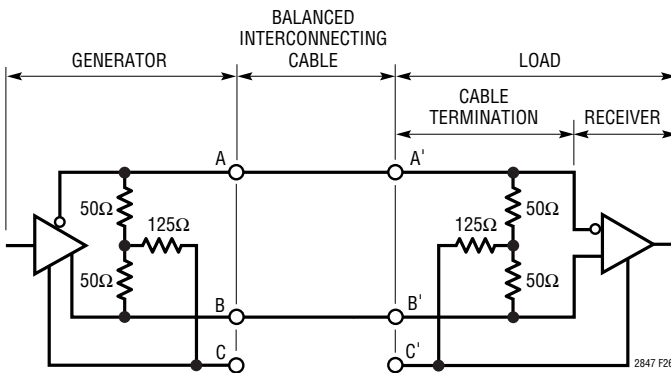 BALANCED
INTERCONNECTING
CABLE
GENERATOR
LOAD
CABLE
TERMINATION
RECEIVER
A
A'
50Ω
125Ω
50Ω
125Ω
50Ω
50Ω
B
B'
C
C'
2847 F26